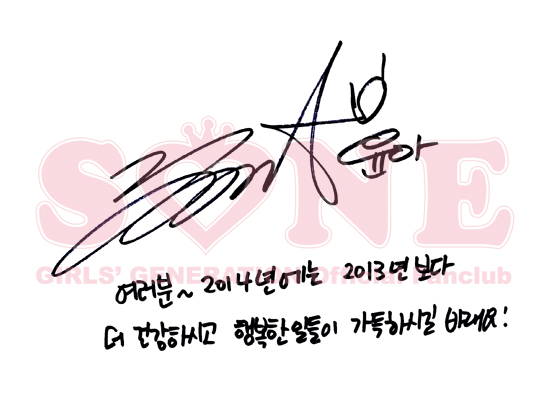 윤아
SONE
GIRLS' GENERATION Official Fanclub
여러분~ 2014년에는 2013년보다
더 건강하시고 행복한일들이 가득하시길 바래요!